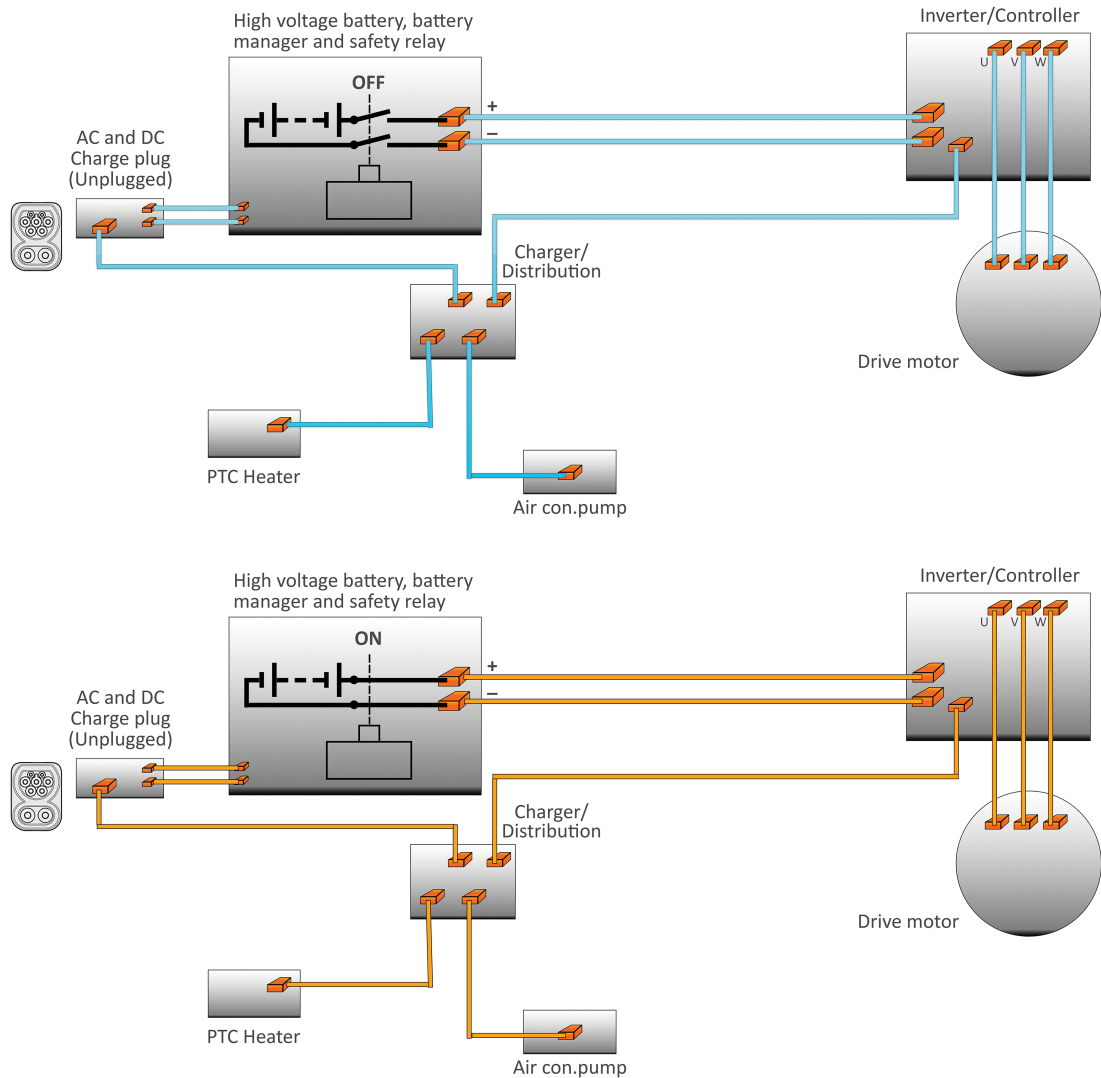 High voltage battery, battery
manager and safety relay
Inverter/Controller
OFF
U V W
+
–
AC and DC
Charge plug
(Unplugged)
Charger/
Distribution
Drive motor
PTC Heater
Air con.pump
High voltage battery, battery
manager and safety relay
Inverter/Controller
ON
U V W
+
–
AC and DC
Charge plug
(Unplugged)
Charger/
Distribution
Drive motor
PTC Heater
Air con.pump